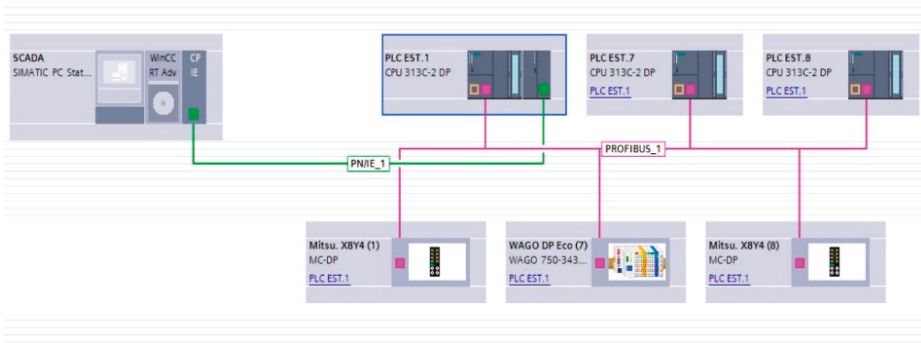 SCADA
SIMATIC PC Stat...
WinCC
RT Adv
CP
IE
PLC EST.1
CPU 313C-2 DP
PLC EST.7
CPU 313C-2 DP
PLC EST.1
PLC EST.8
CPU 313C-2 DP
PLC EST.1
PN/IE_1
PROFIBUS_1
Mitsu. X8Y4 (1)
MC-DP
PLC EST.1
WAGO DP Eco (7)
WAGO 750-343...
PLC EST.1
Mitsu. X8Y4 (8)
MC-DP
PLC EST.1